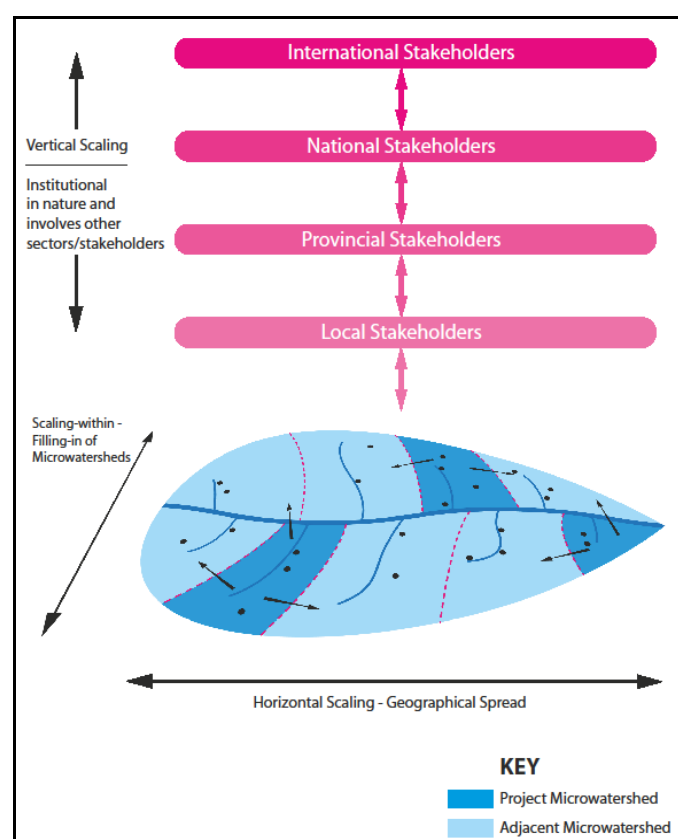 International Stakeholders
Vertical Scaling
National Stakeholders
Institutional
in nature and
involves other
sectors/stakeholders
Provincial Stakeholders
Local Stakeholders
Scaling-within -
Filling-in of
Microwatersheds
Horizontal Scaling - Geographical Spread
KEY
Project Microwatershed
Adjacent Microwatershed